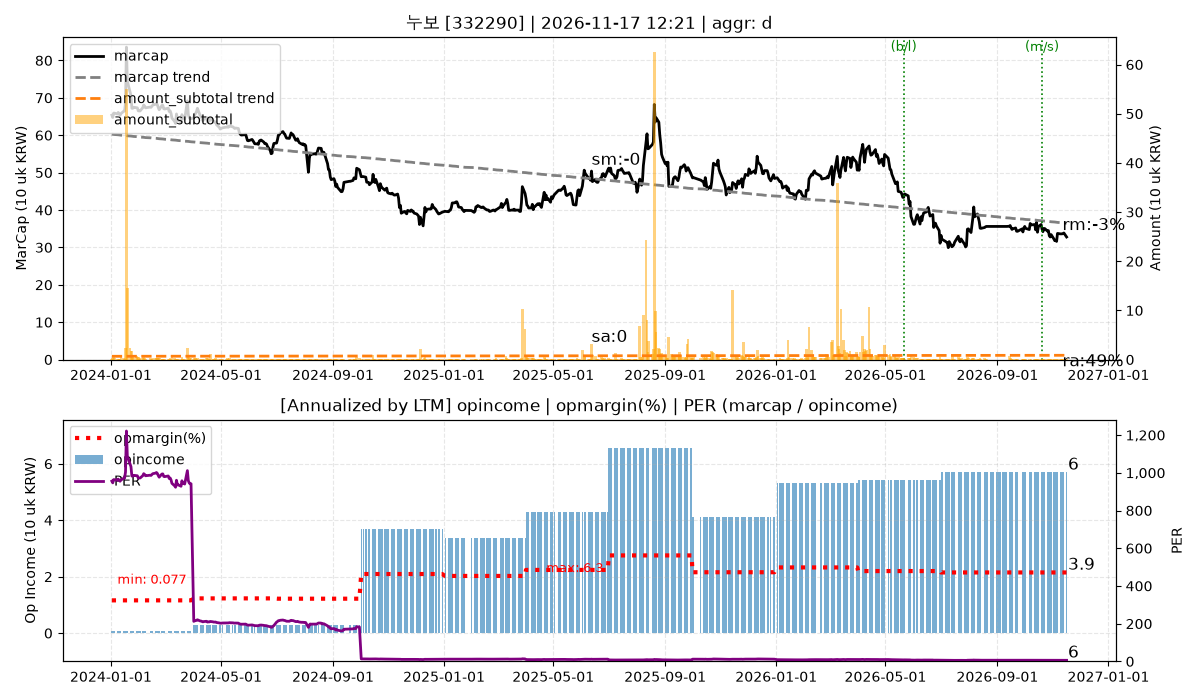 누보 [332290] | 2026-11-17 12:21 | aggr: d
(b/l)
(m/s)
marcap
marcap trend
amount_subtotal trend
amount_subtotal
MarCap (10 uk KRW)
Amount (10 uk KRW)
80
70
60
50
40
30
20
10
0
60
50
40
30
20
10
0
sm:-0
rm:-3%
sa:0
ra:49%
2024-01-01
2024-05-01
2024-09-01
2025-01-01
2025-05-01
2025-09-01
2026-01-01
2026-05-01
2026-09-01
2027-01-01
[Annualized by LTM] opincome | opmargin(%) | PER (marcap / opincome)
opmargin(%)
opincome
PER
Op Income (10 uk KRW)
PER
6
4
2
0
1,200
1,000
800
600
400
200
0
min: 0.077
max: 6.3
6
3.9
6
2024-01-01
2024-05-01
2024-09-01
2025-01-01
2025-05-01
2025-09-01
2026-01-01
2026-05-01
2026-09-01
2027-01-01